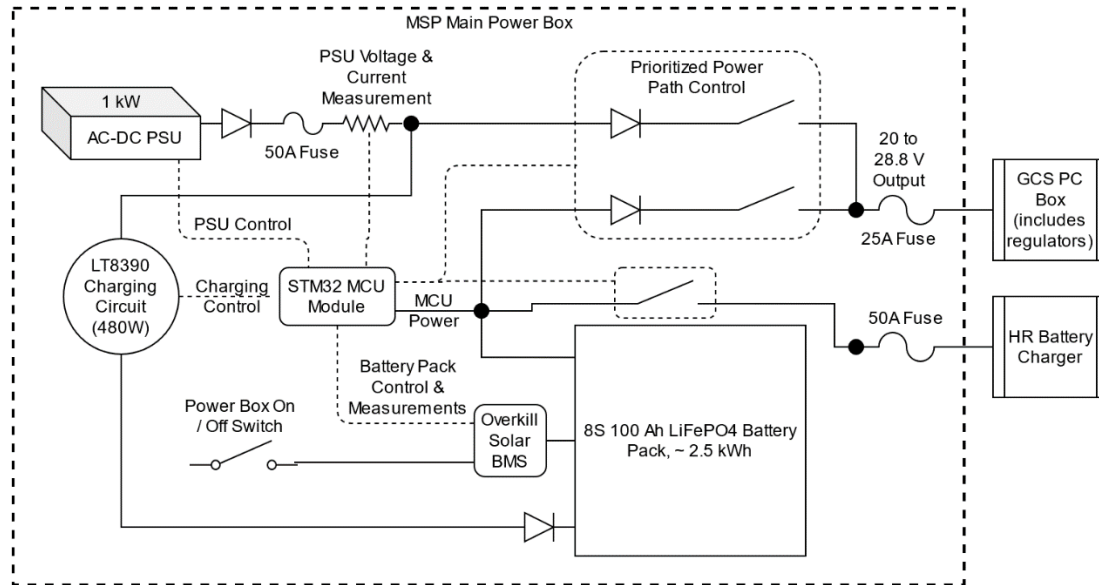 MSP Main Power Box
1 kW
AC-DC PSU
50A Fuse
PSU Voltage &
Current
Measurement
Prioritized Power
Path Control
20 to
28.8 V
Output
25A Fuse
GCS PC
Box
(includes
regulators)
PSU Control
LT8390
Charging
Circuit
(480W)
Charging
Control
STM32 MCU
Module
MCU
Power
50A Fuse
HR Battery
Charger
Battery Pack
Control &
Measurements
Power Box On
/ Off Switch
Overkill
Solar
BMS
8S 100 Ah LiFePO4 Battery
Pack, ~ 2.5 kWh